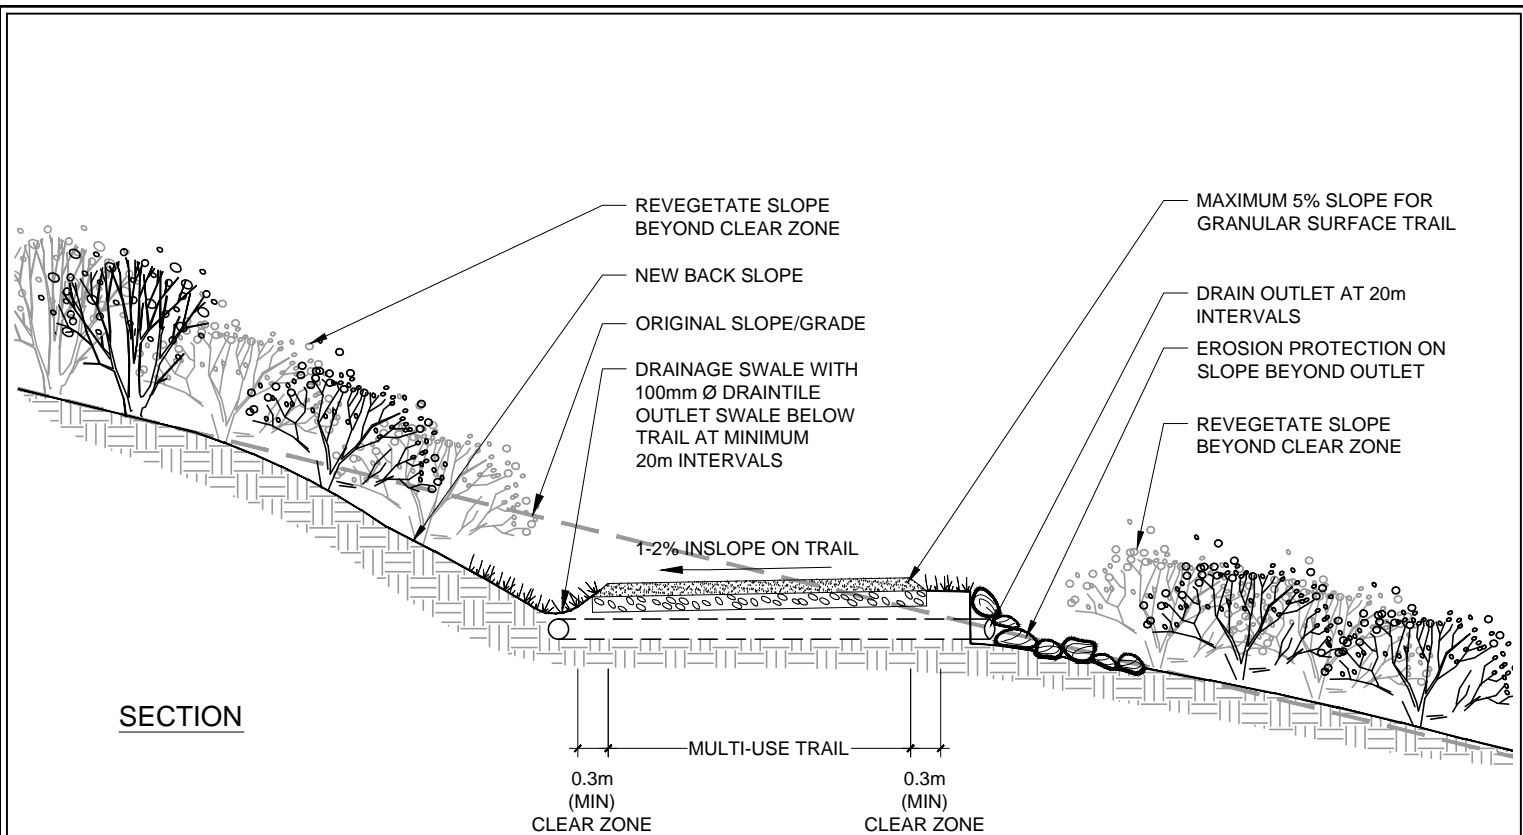 REVEGETATE SLOPE
BEYOND CLEAR ZONE
NEW BACK SLOPE
ORIGINAL SLOPE/GRADE
DRAINAGE SWALE WITH
100mm Ø DRAINTILE
OUTLET SWALE BELOW
TRAIL AT MINIMUM
20m INTERVALS
1-2% INSLOPE ON TRAIL
MAXIMUM 5% SLOPE FOR
GRANULAR SURFACE TRAIL
DRAIN OUTLET AT 20m
INTERVALS
EROSION PROTECTION ON
SLOPE BEYOND OUTLET
REVEGETATE SLOPE
BEYOND CLEAR ZONE
SECTION
MULTI-USE TRAIL
0.3m
(MIN)
CLEAR ZONE
0.3m
(MIN)
CLEAR ZONE